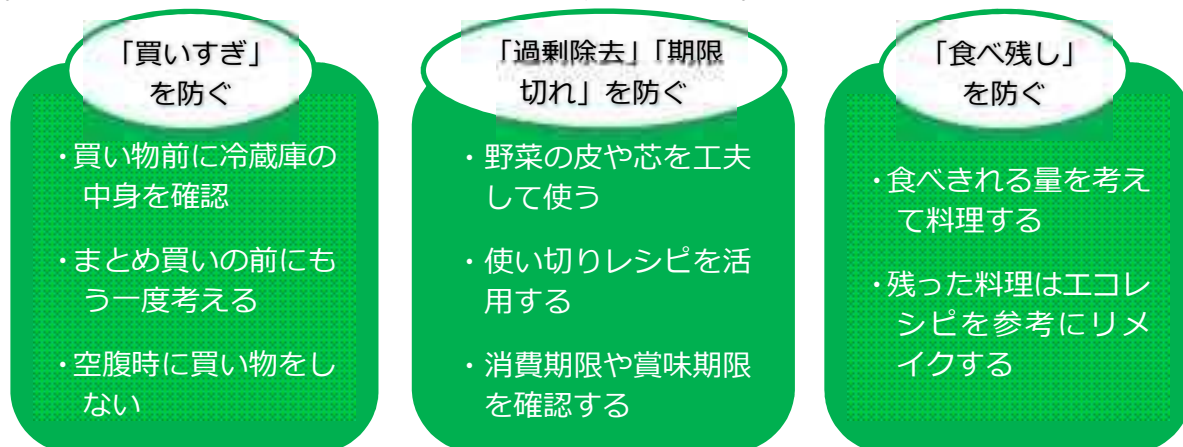 「買いすぎ」
を防ぐ
・買い物前に冷蔵庫の
中身を確認
・まとめ買いの前にも
う一度考える
・空腹時に買い物をし
ない
「過剰除去」「期限
切れ」を防ぐ
・野菜の皮や芯を工夫
して使う
・使い切りレシピを活
用する
・消費期限や賞味期限
を確認する
「食べ残し」
を防ぐ
・食べきれる量を考え
て料理する
・残った料理はエコレ
シピを参考にリメ
イクする